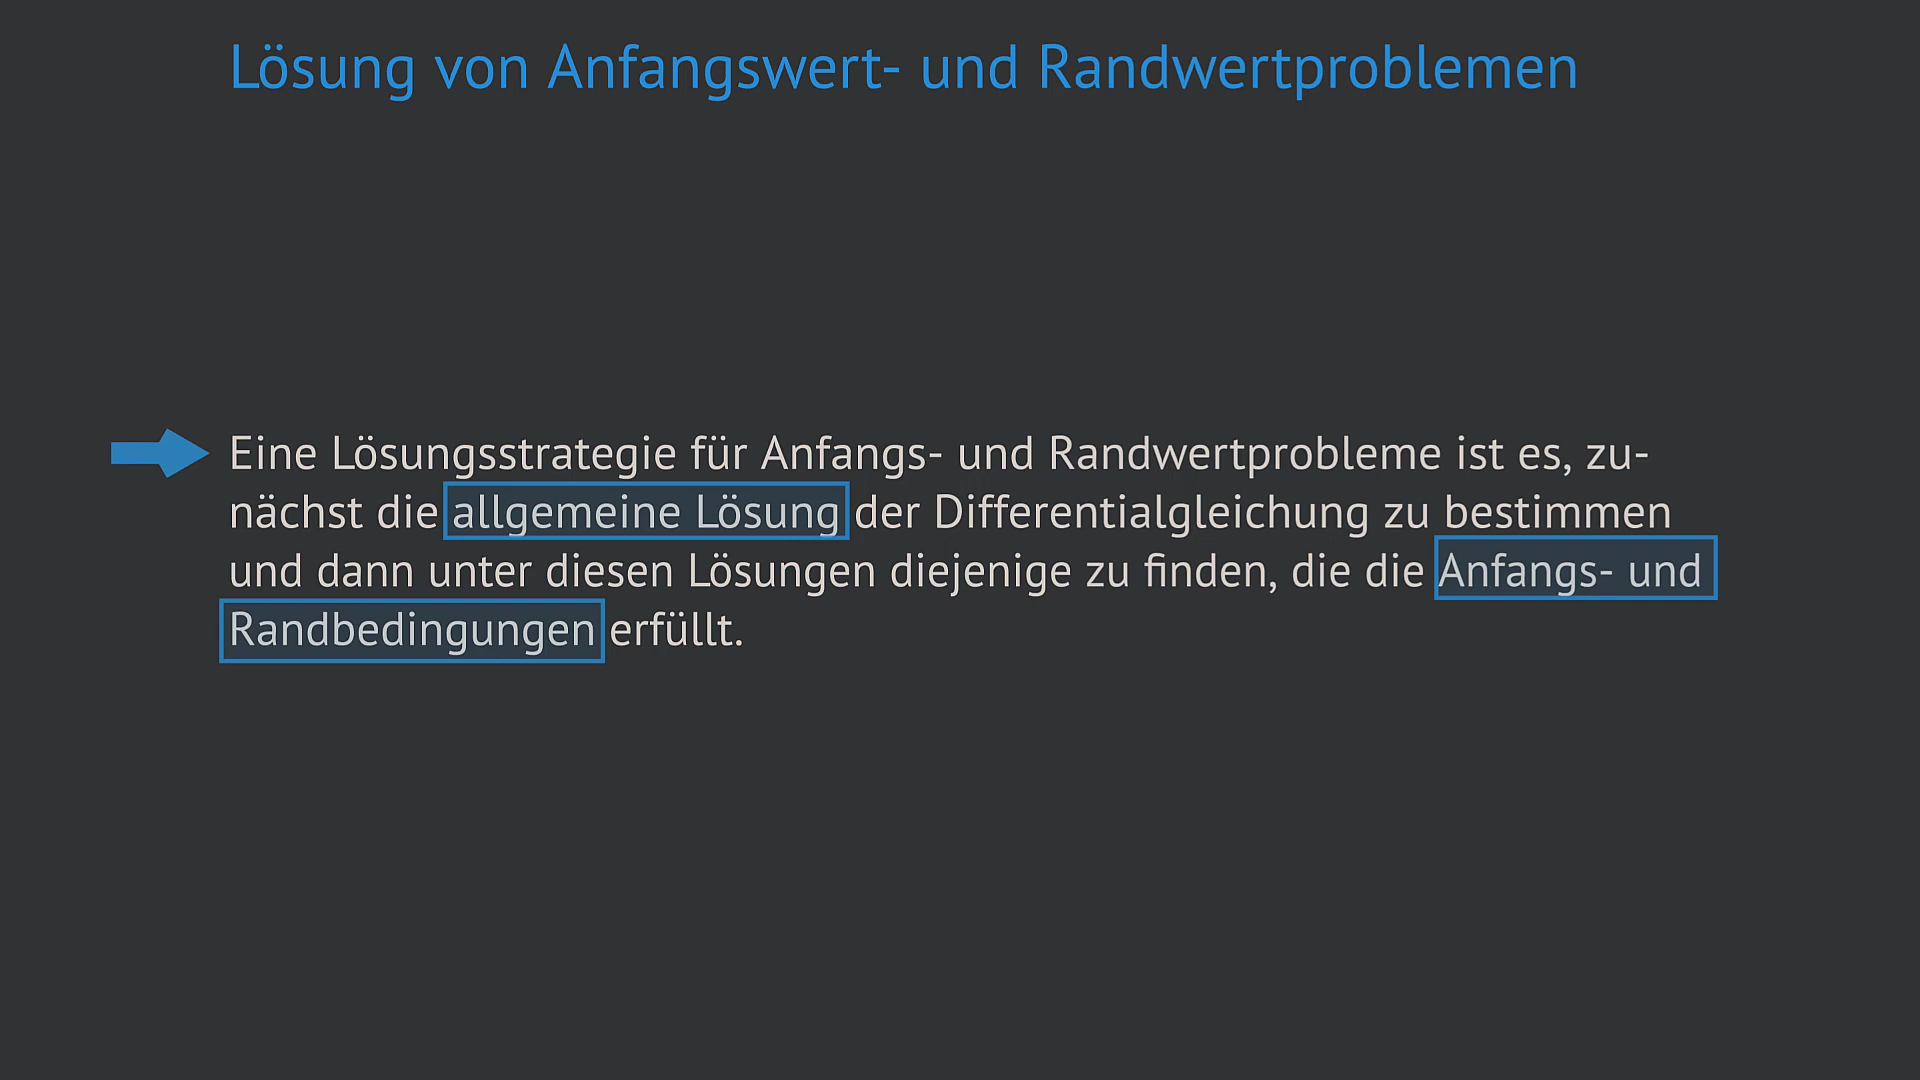 Lösung von Anfangswert- und Randwertproblemen
Eine Lösungsstrategie für Anfangs- und Randwertprobleme ist es, zu-
nächst die allgemeine Lösung der Differentialgleichung zu bestimmen
und dann unter diesen Lösungen diejenige zu finden, die die Anfangs- und
Randbedingungen erfüllt.